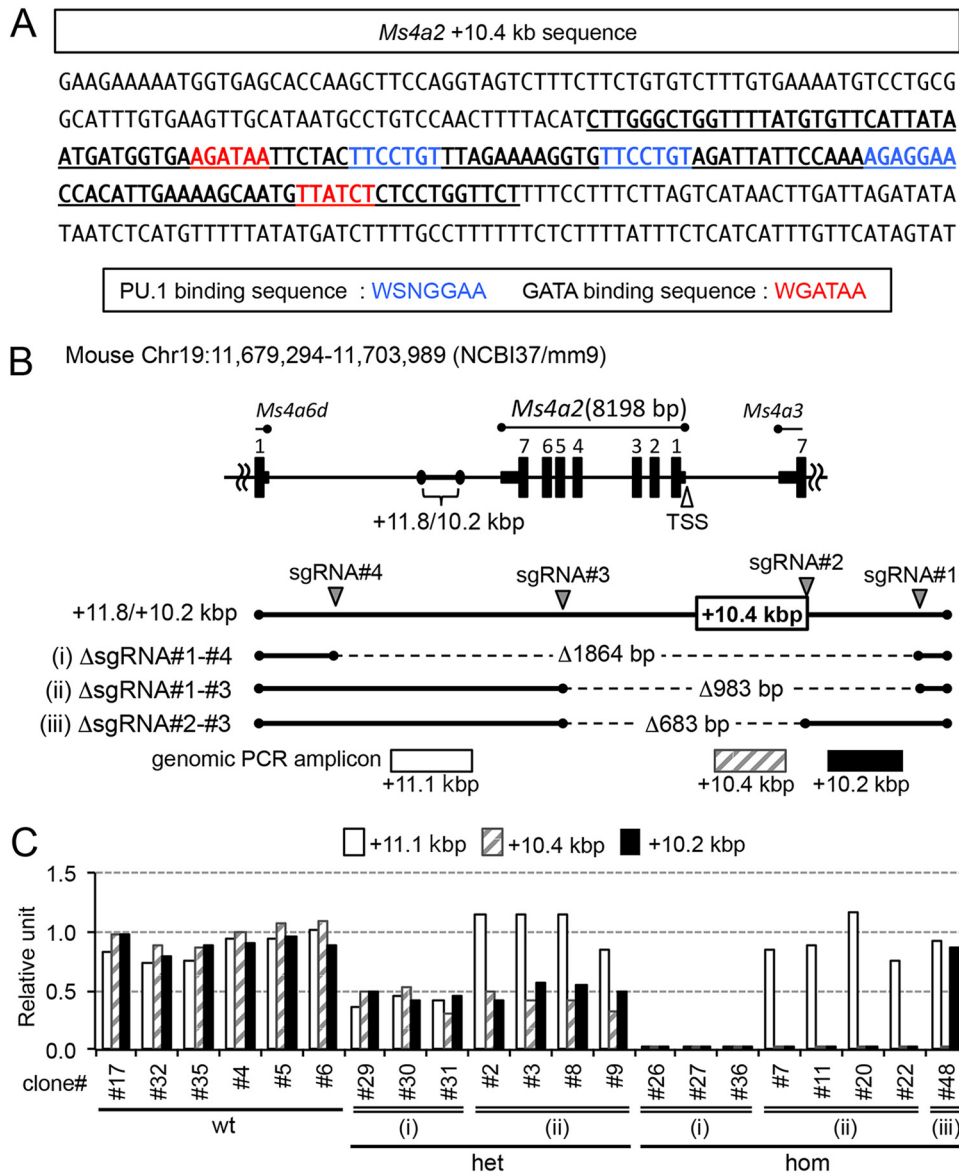 A
Ms4a2 +10.4 kb sequence
GAAGAAAAATGGTGAGCACCAAGCTTCCAGGTAGTCTTTCTTCTGTGTCTTTGTGAAAATGTCCTGCG
GCATTTGTGAAGTTGCATAATGCCTGTCCAACTTTTACATCTTGGGCTGGTTTTATGTGTTCATTATA
ATGATGGTGAAGATAATTCTACTTCCTGTTTAGAAAAGGTGTTCCTGTAGATTATTCCAAAAGAGGAA
CCACATTGAAAAGCAATGTTATCTCTCCTGGTTCTTTTCCTTTCTTAGTCATAACTTGATTAGATATA
TAATCTCATGTTTTTATATGATCTTTTGCCTTTTTTCTCTTTTATTTCTCATCATTTGTTCATAGTAT
PU.1 binding sequence : WSNGGAA GATA binding sequence : WGATAA
B
Mouse Chr19:11,679,294-11,703,989 (NCBI37/mm9)
Ms4a6d
Ms4a2(8198 bp)
Ms4a3
1 7 6 5 4 3 2 1 7
+11.8/10.2 kbp
TSS
sgRNA#4 sgRNA#3 sgRNA#2 sgRNA#1
+11.8/+10.2 kbp
+10.4 kbp
(i) ΔsgRNA#1-#4 Δ1864 bp
(ii) ΔsgRNA#1-#3 Δ983 bp
(iii) ΔsgRNA#2-#3 Δ683 bp
genomic PCR amplicon
+11.1 kbp +10.4 kbp +10.2 kbp
C
+11.1 kbp +10.4 kbp +10.2 kbp
Relative unit
1.5
1.0
0.5
0.0
clone# #17 #32 #35 #4 #5 #6 #29 #30 #31 #2 #3 #8 #9 #26 #27 #36 #7 #11 #20 #22 #48
wt (i) (ii) (i) (ii) (iii)
het hom